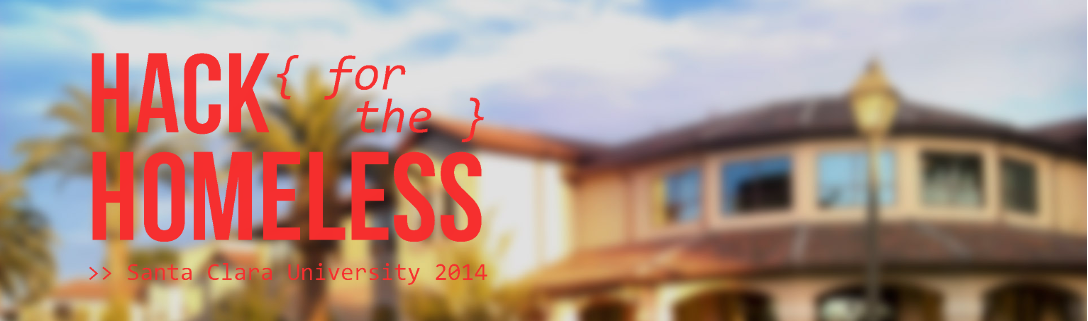 HACK{ for
the }
HOMELESS
>> Santa Clara University 2014